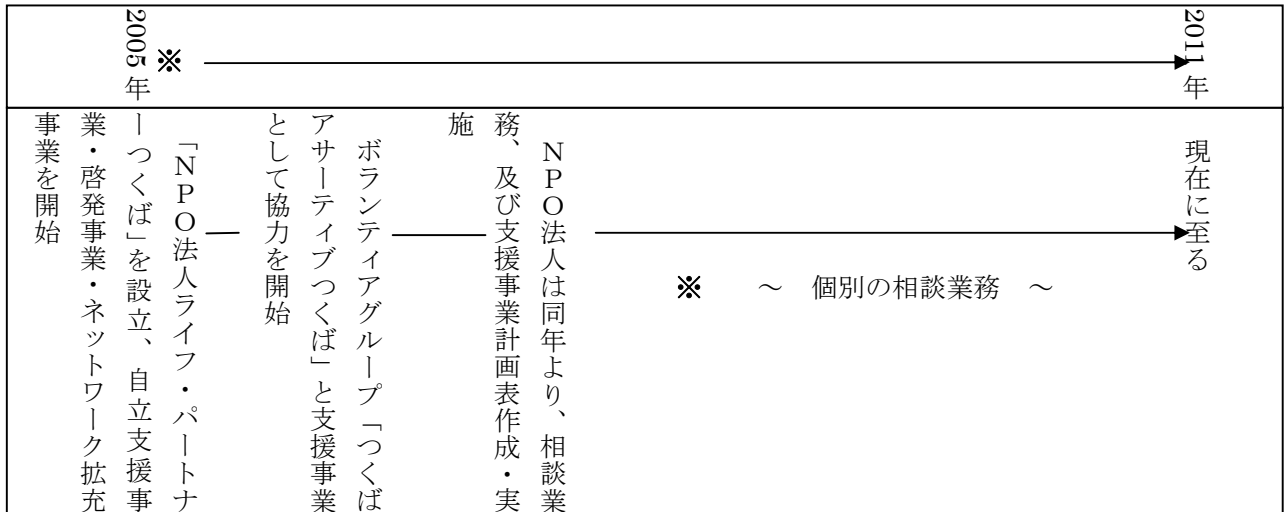 2005年
※
2011年
「NPO法人ライフ・パートナ
ーつくば」を設立、自立支援事
業・啓発事業・ネットワーク拡充
事業を開始
ボランティアグループ「つくば
アサーティブつくば」と支援事業
として協力を開始
NPO法人は同年より、相談業
務、及び支援事業計画表作成・実
施
※ ～ 個別の相談業務 ～
現在に至る